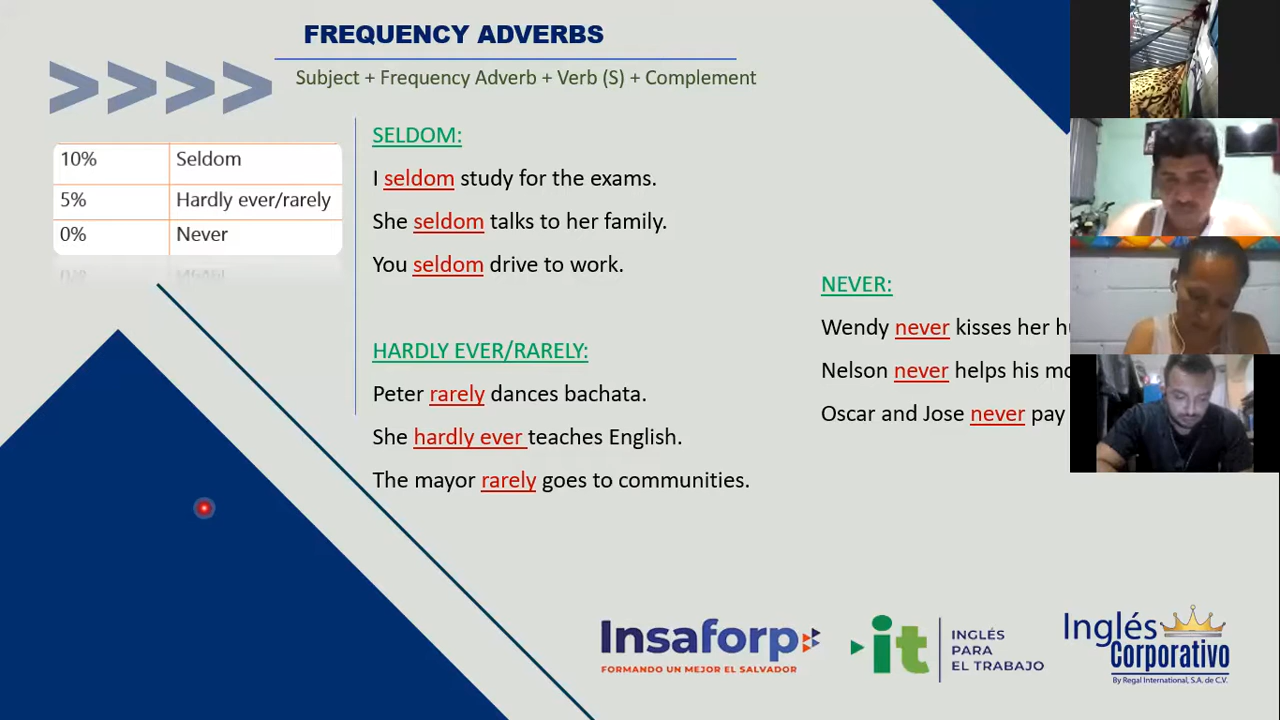 FREQUENCY ADVERBS
Subject + Frequency Adverb + Verb (S) + Complement
10% Seldom
5% Hardly ever/rarely
0% Never
SELDOM:
I seldom study for the exams.
She seldom talks to her family.
You seldom drive to work.
HARDLY EVER/RARELY:
Peter rarely dances bachata.
She hardly ever teaches English.
The mayor rarely goes to communities.
NEVER:
Wendy never kisses her
Nelson never helps his
Oscar and Jose never pay
Insaforp
FORMANDO UN MEJOR EL SALVADOR
it
INGLÉS
PARA
EL TRABAJO
Inglés
Corporativo
By Regal International, S.A. de C.V.